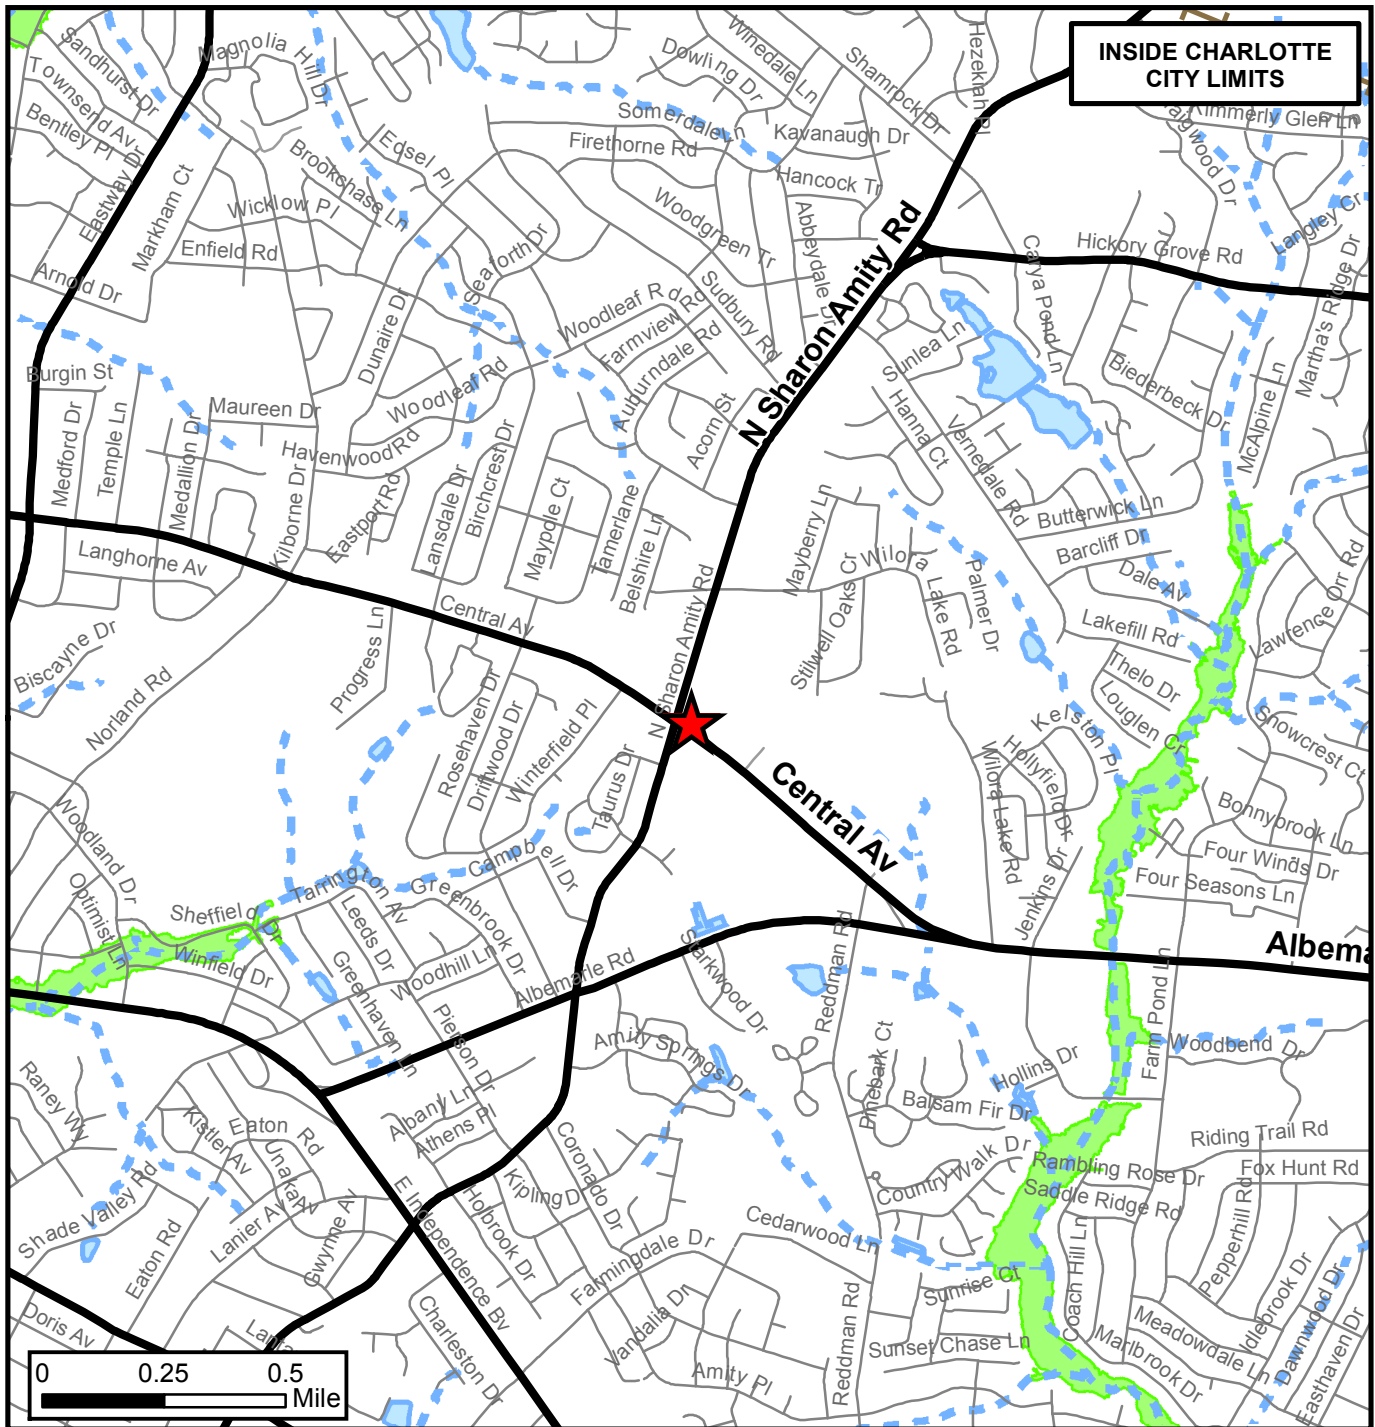 INSIDE CHARLOTTE
CITY LIMITS
Sandhurst Dr
Townsend Av
Bentley Pl
Eastway Dr
Markham Ct
Magnolia Hill Dr
Brookchase Ln
Edsel Pl
Wicklow Pl
Enfield Rd
Arnold Dr
Winedale Ln
Dowling Dr
Shamrock Dr
Hezekiah Pl
Somerdale Ln
Firethorne Rd
Kavanaugh Dr
Hancock Tr
Woodgreen Tr
Abbeydale Dr
Kimmerly Glen Ln
Langley Cr
Hickory Grove Rd
Carya Pond Ln
Martha's Ridge Dr
N Sharon Amity Rd
Seaforth Dr
Dunaire Dr
Woodleaf Rd
Farmview Rd
Auburndale Rd
Sudbury Rd
Acorn St
Sunlea Ln
Hanna Ct
Vernedale Rd
Biederbeck Dr
McAlpine Ln
Burgin St
Medford Dr
Temple Ln
Medallion Dr
Maureen Dr
Woodleaf Rd
Havenwood Rd
Kilborne Dr
Eastport Rd
Lansdale Dr
Birchcrest Dr
Maypole Ct
Tamerlane
Belshire Ln
Langhorne Av
Mayberry Ln
Wilora Lake Rd
Stilwell Oaks Cr
Palmer Dr
Butterwick Ln
Barcliff Dr
Dale Av
Lakefill Rd
Thelo Dr
Louglen Cr
Lawrence Orr Rd
Snowcrest Ct
Central Av
N Sharon Amity Rd
Biscayne Dr
Norland Rd
Progress Ln
Rosehaven Dr
Driftwood Dr
Winterfield Pl
Taurus Dr
Central Av
Kelston Pl
Hollyfield Dr
Wilora Lake Rd
Jenkins Dr
Bonnybrook Ln
Four Winds Dr
Four Seasons Ln
Woodland Dr
Optimist Ln
Sheffield Dr
Tarrington Av
Greenbrook Dr
Campbell Dr
Leeds Dr
Winfield Dr
Greenhaven Ln
Woodhill Ln
Albemarle Rd
Starkwood Dr
Reddman Rd
Albema
Farm Pond Ln
Woodbend Dr
Pierson Dr
Amity Springs Dr
Pinebark Ct
Hollins Dr
Balsam Fir Dr
Raney Wy
Kistler Av
Eaton Rd
Unaka Av
Albany Ln
Athens Pl
Coronado Dr
Kipling D
Holbrook Dr
Country Walk Dr
Rambling Rose Dr
Saddle Ridge Rd
Riding Trail Rd
Fox Hunt Rd
Pepperhill Rd
Shade Valley Rd
Eaton Rd
Lanier Av
Gwynne Av
E Independence Bv
Farmingdale Dr
Cedarwood Ln
Vandalia Dr
Amity Pl
Reddman Rd
Sunrise Ct
Sunset Chase Ln
Coach Hill Ln
Marlbrook Dr
Meadowdale Ln
Idlebrook Dr
Dawnwood Dr
Easthaven Dr
Doris Av
Charleston Dr
0 0.25 0.5
Mile